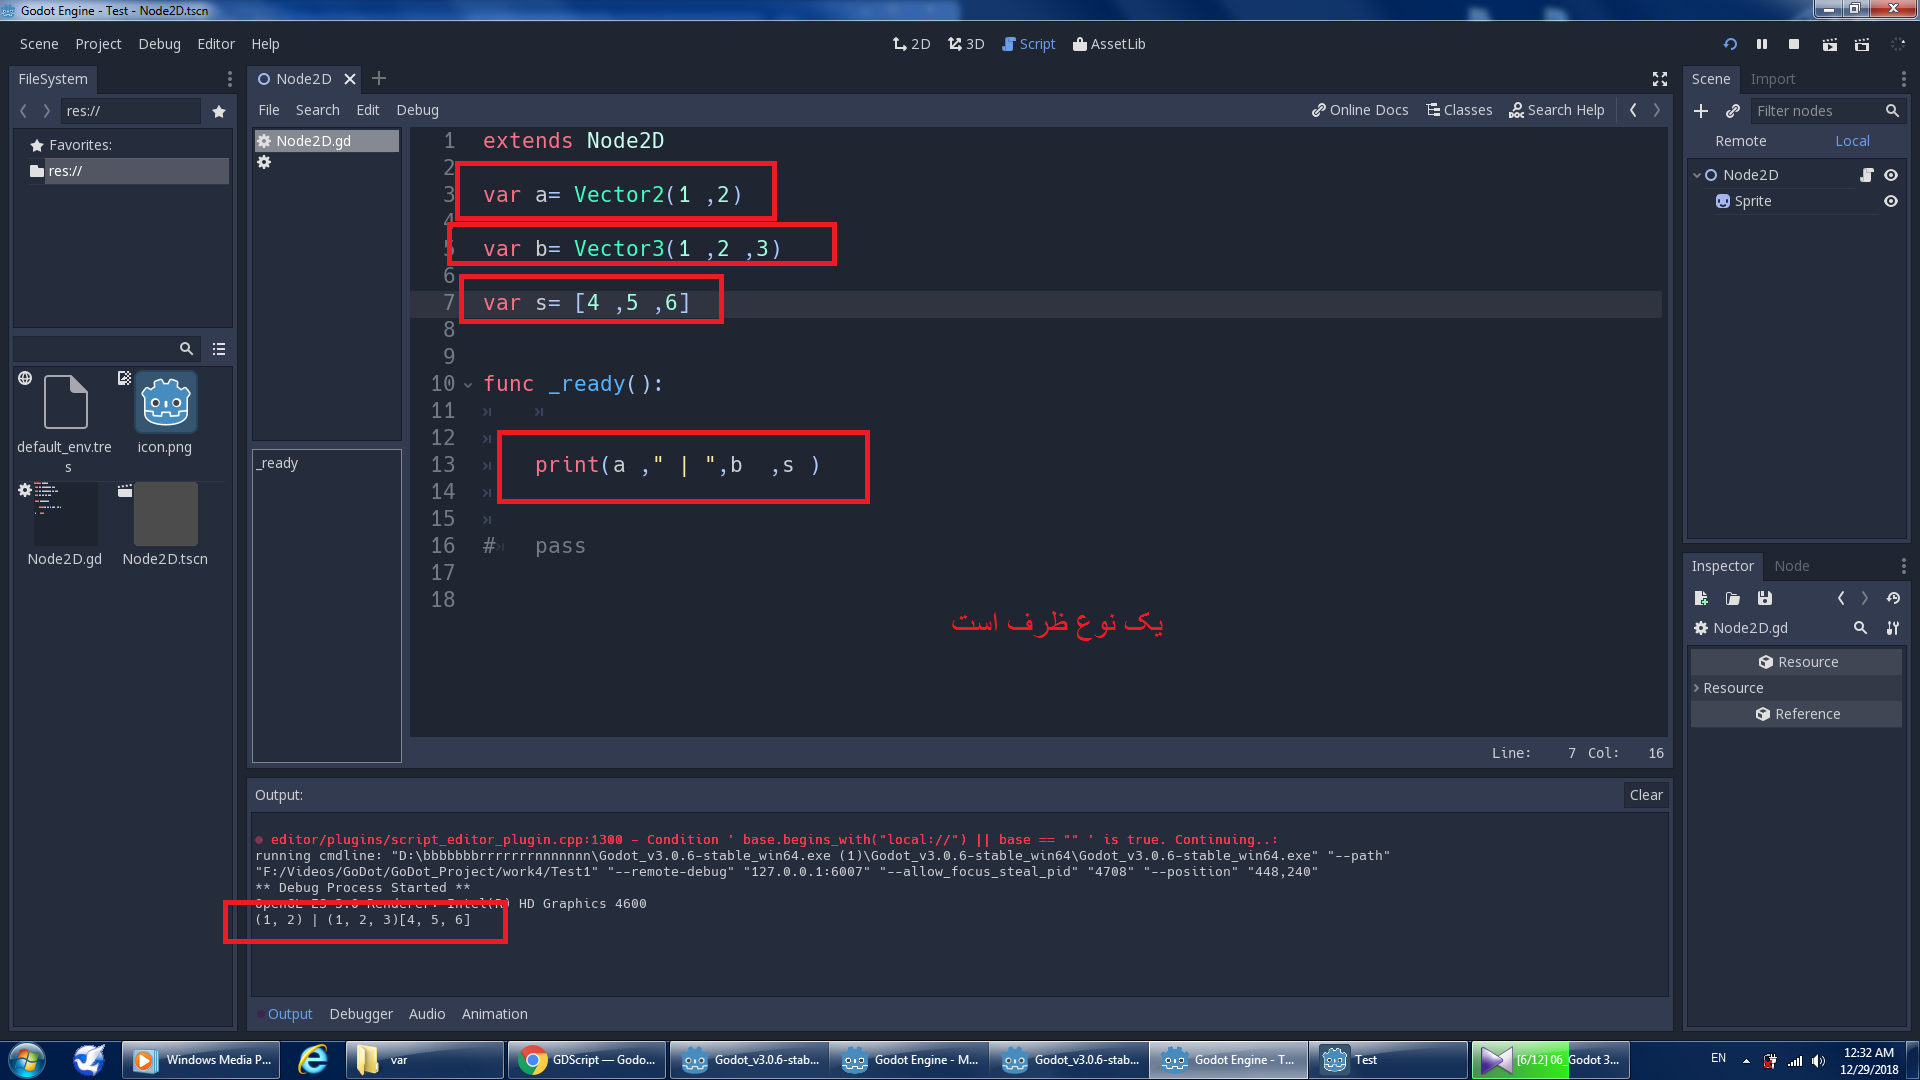 Godot Engine - Test - Node2D.tscn
Scene Project Debug Editor Help
2D 3D Script AssetLib
FileSystem
res://
Favorites:
res://
default_env.tre
s
icon.png
Node2D.gd
Node2D.tscn
Node2D
File Search Edit Debug
Online Docs Classes Search Help
Node2D.gd
_ready
1 extends Node2D
2
3 var a= Vector2(1 ,2)
4
5 var b= Vector3(1 ,2 ,3)
6
7 var s= [4 ,5 ,6]
8
9
10 func _ready():
11
12
13 print(a ," | ",b  ,s )
14
15
16 # pass
17
18
یک نوع ظرف است
Line: 7 Col: 16
Output:
Clear
editor/plugins/script_editor_plugin.cpp:1300 - Condition ' base.begins_with("local://") || base == "" ' is true. Continuing..:
running cmdline: "D:\bbbbbbbrrrrrrrnnnnnnn\Godot_v3.0.6-stable_win64.exe (1)\Godot_v3.0.6-stable_win64\Godot_v3.0.6-stable_win64.exe" "--path"
"F:/Videos/GoDot/GoDot_Project/work4/Test1" "--remote-debug" "127.0.0.1:6007" "--allow_focus_steal_pid" "4708" "--position" "448,240"
** Debug Process Started **
OpenGL ES 3.0 Renderer: Intel(R) HD Graphics 4600
(1, 2) | (1, 2, 3)[4, 5, 6]
Output Debugger Audio Animation
Scene Import
Filter nodes
Remote Local
Node2D
Sprite
Inspector Node
Node2D.gd
Resource
Resource
Reference
Windows Media P...
var
GDScript — Godo...
Godot_v3.0.6-stab...
Godot Engine - M...
Godot_v3.0.6-stab...
Godot Engine - T...
Test
[6/12] 06_Godot 3...
EN
12:32 AM
12/29/2018